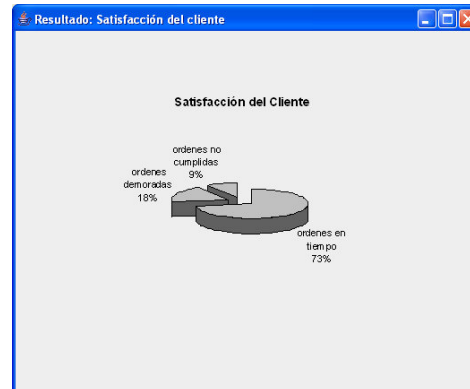 Resultado: Satisfacción del cliente
Satisfacción del Cliente
ordenes no
cumplidas
9%
ordenes
demoradas
18%
ordenes en
tiempo
73%